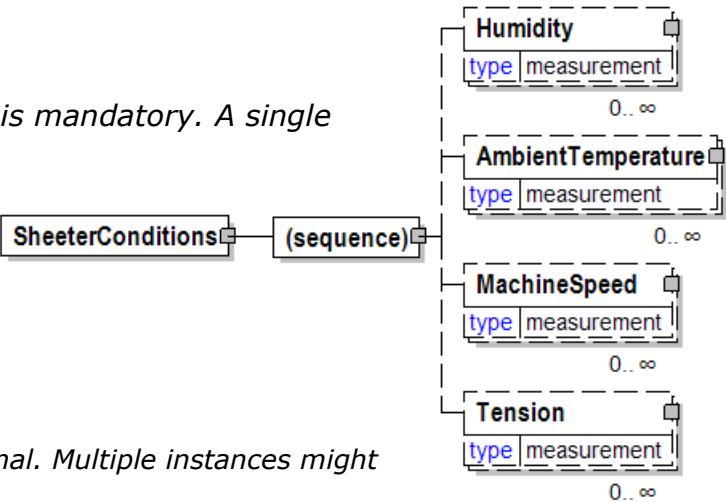 Humidity
type measurement
0.. ∞
is mandatory. A single
AmbientTemperature
type measurement
0.. ∞
SheeterConditions
(sequence)
MachineSpeed
type measurement
0.. ∞
Tension
type measurement
nal. Multiple instances might
0.. ∞